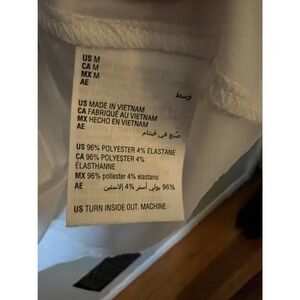 US M
CA M
MX M
AE
وسط
US MADE IN VIETNAM
CA FABRIQUÉ AU VIETNAM
MX HECHO EN VIETNAM
AE صنع في فيتنام
US 96% POLYESTER 4% ELASTANE
CA 96% POLYESTER 4%
ÉLASTHANNE
MX 96% poliester 4% elastano
AE 96% بولي أستر 4% إلاستين
US TURN INSIDE OUT. MACHINE